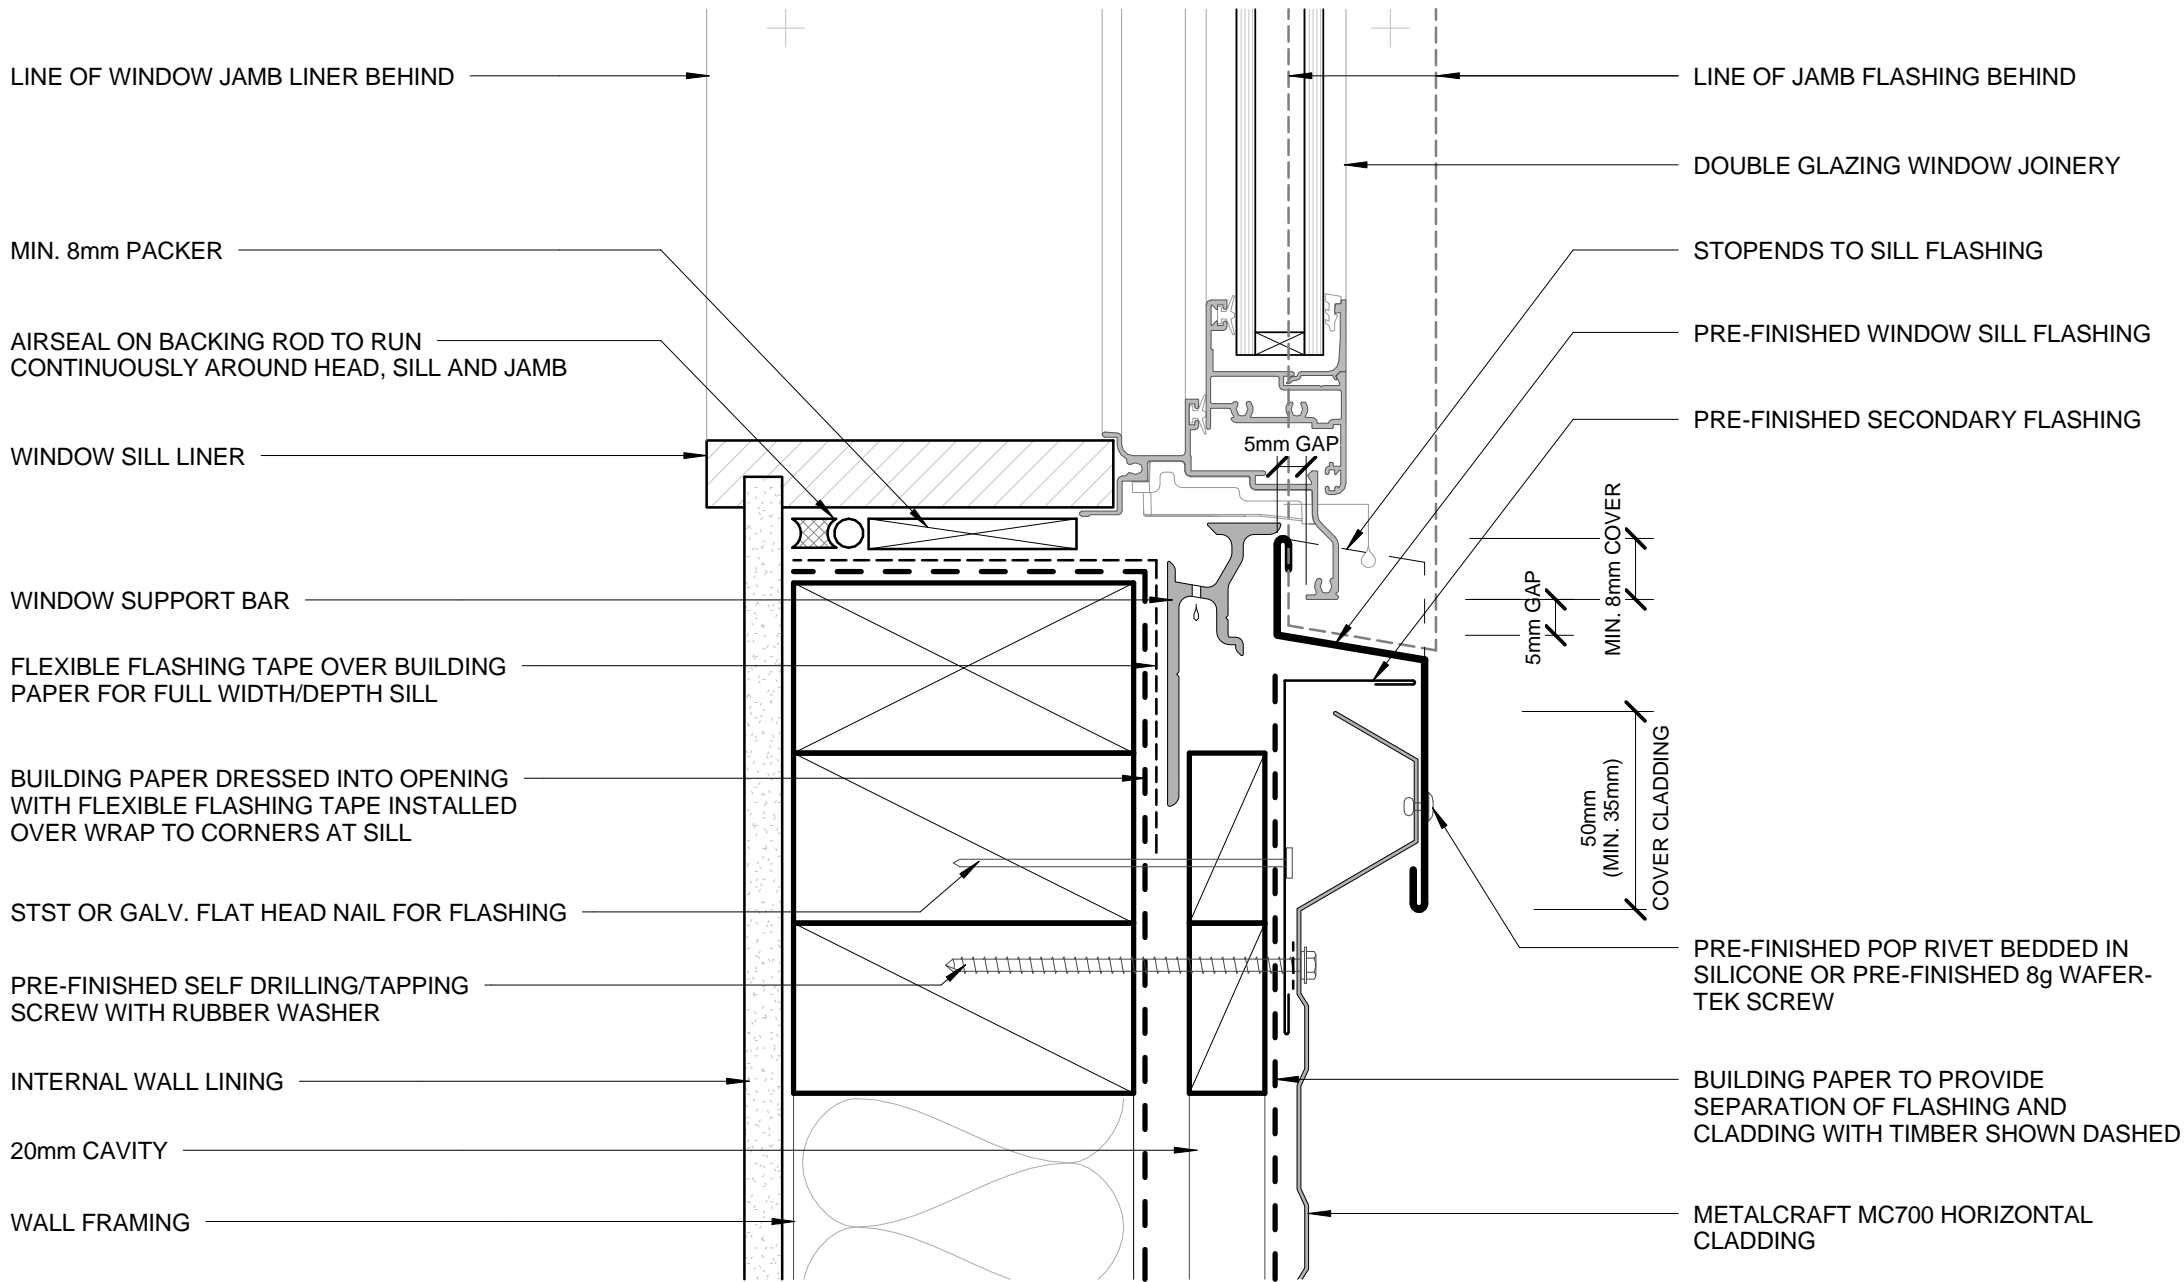 LINE OF WINDOW JAMB LINER BEHIND
MIN. 8mm PACKER
AIRSEAL ON BACKING ROD TO RUN
CONTINUOUSLY AROUND HEAD, SILL AND JAMB
WINDOW SILL LINER
WINDOW SUPPORT BAR
FLEXIBLE FLASHING TAPE OVER BUILDING
PAPER FOR FULL WIDTH/DEPTH SILL
BUILDING PAPER DRESSED INTO OPENING
WITH FLEXIBLE FLASHING TAPE INSTALLED
OVER WRAP TO CORNERS AT SILL
STST OR GALV. FLAT HEAD NAIL FOR FLASHING
PRE-FINISHED SELF DRILLING/TAPPING
SCREW WITH RUBBER WASHER
INTERNAL WALL LINING
20mm CAVITY
WALL FRAMING
5mm GAP
5mm GAP
MIN. 8mm COVER
50mm
(MIN. 35mm)
COVER CLADDING
LINE OF JAMB FLASHING BEHIND
DOUBLE GLAZING WINDOW JOINERY
STOPENDS TO SILL FLASHING
PRE-FINISHED WINDOW SILL FLASHING
PRE-FINISHED SECONDARY FLASHING
PRE-FINISHED POP RIVET BEDDED IN
SILICONE OR PRE-FINISHED 8g WAFER-
TEK SCREW
BUILDING PAPER TO PROVIDE
SEPARATION OF FLASHING AND
CLADDING WITH TIMBER SHOWN DASHED
METALCRAFT MC700 HORIZONTAL
CLADDING